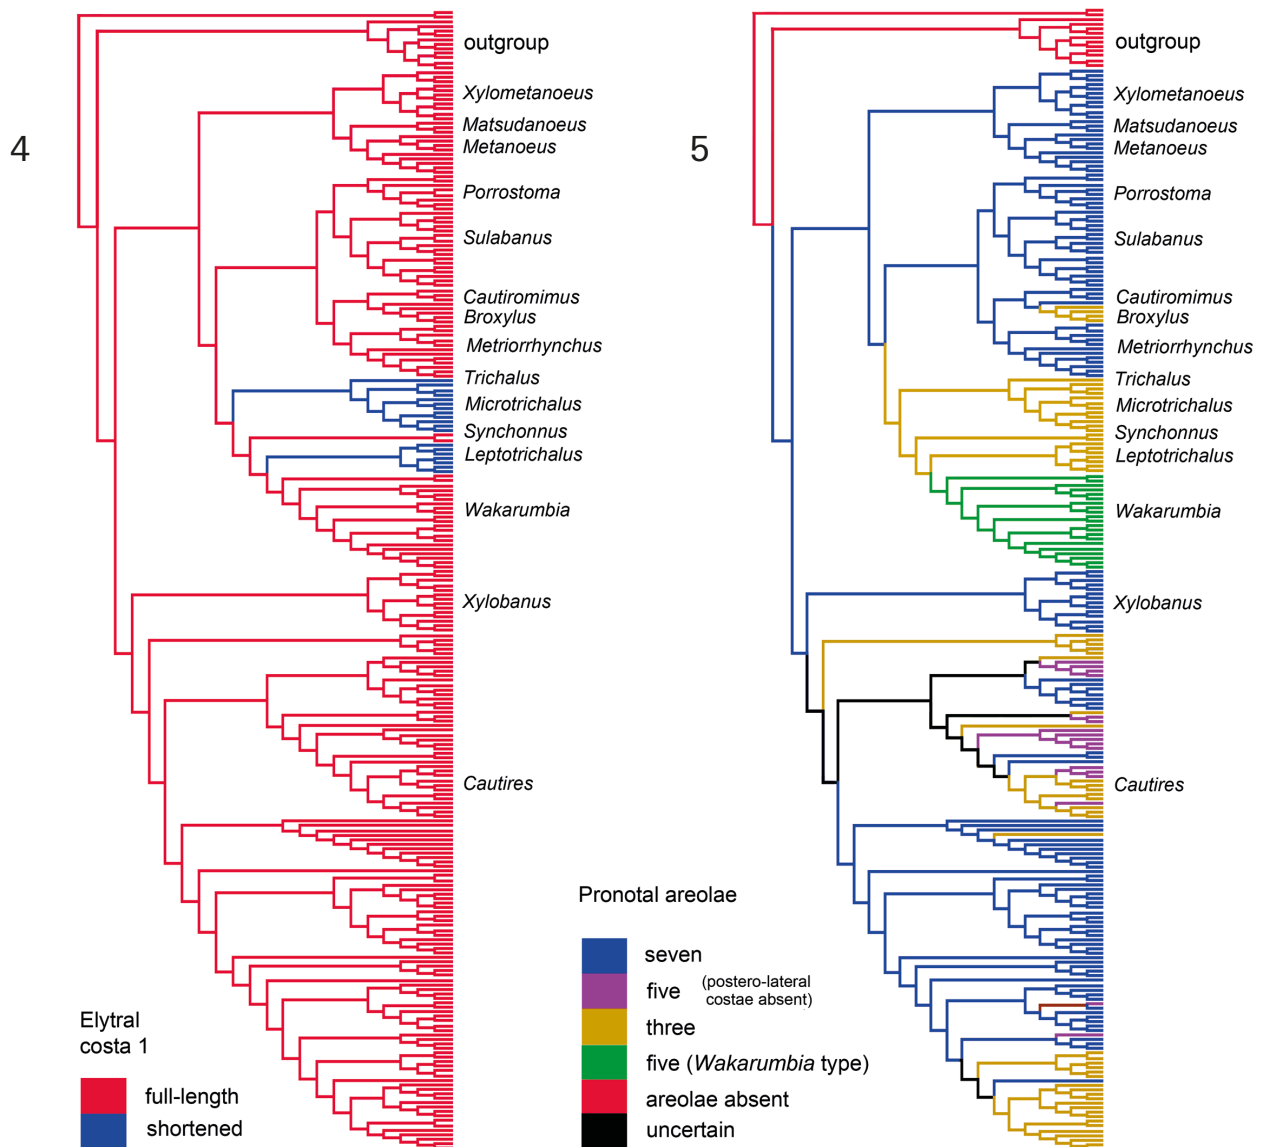 4
outgroup
Xylometanoeus
Matsudanoeus
Metanoeus
Porrostoma
Sulabanus
Cautiromimus
Broxylus
Metriorrhynchus
Trichalus
Microtrichalus
Synchonnus
Leptotrichalus
Wakarumbia
Xylobanus
Cautires
Elytral
costa 1
full-length
shortened
5
outgroup
Xylometanoeus
Matsudanoeus
Metanoeus
Porrostoma
Sulabanus
Cautiromimus
Broxylus
Metriorrhynchus
Trichalus
Microtrichalus
Synchonnus
Leptotrichalus
Wakarumbia
Xylobanus
Cautires
Pronotal areolae
seven
five (postero-lateral
costae absent)
three
five (Wakarumbia type)
areolae absent
uncertain